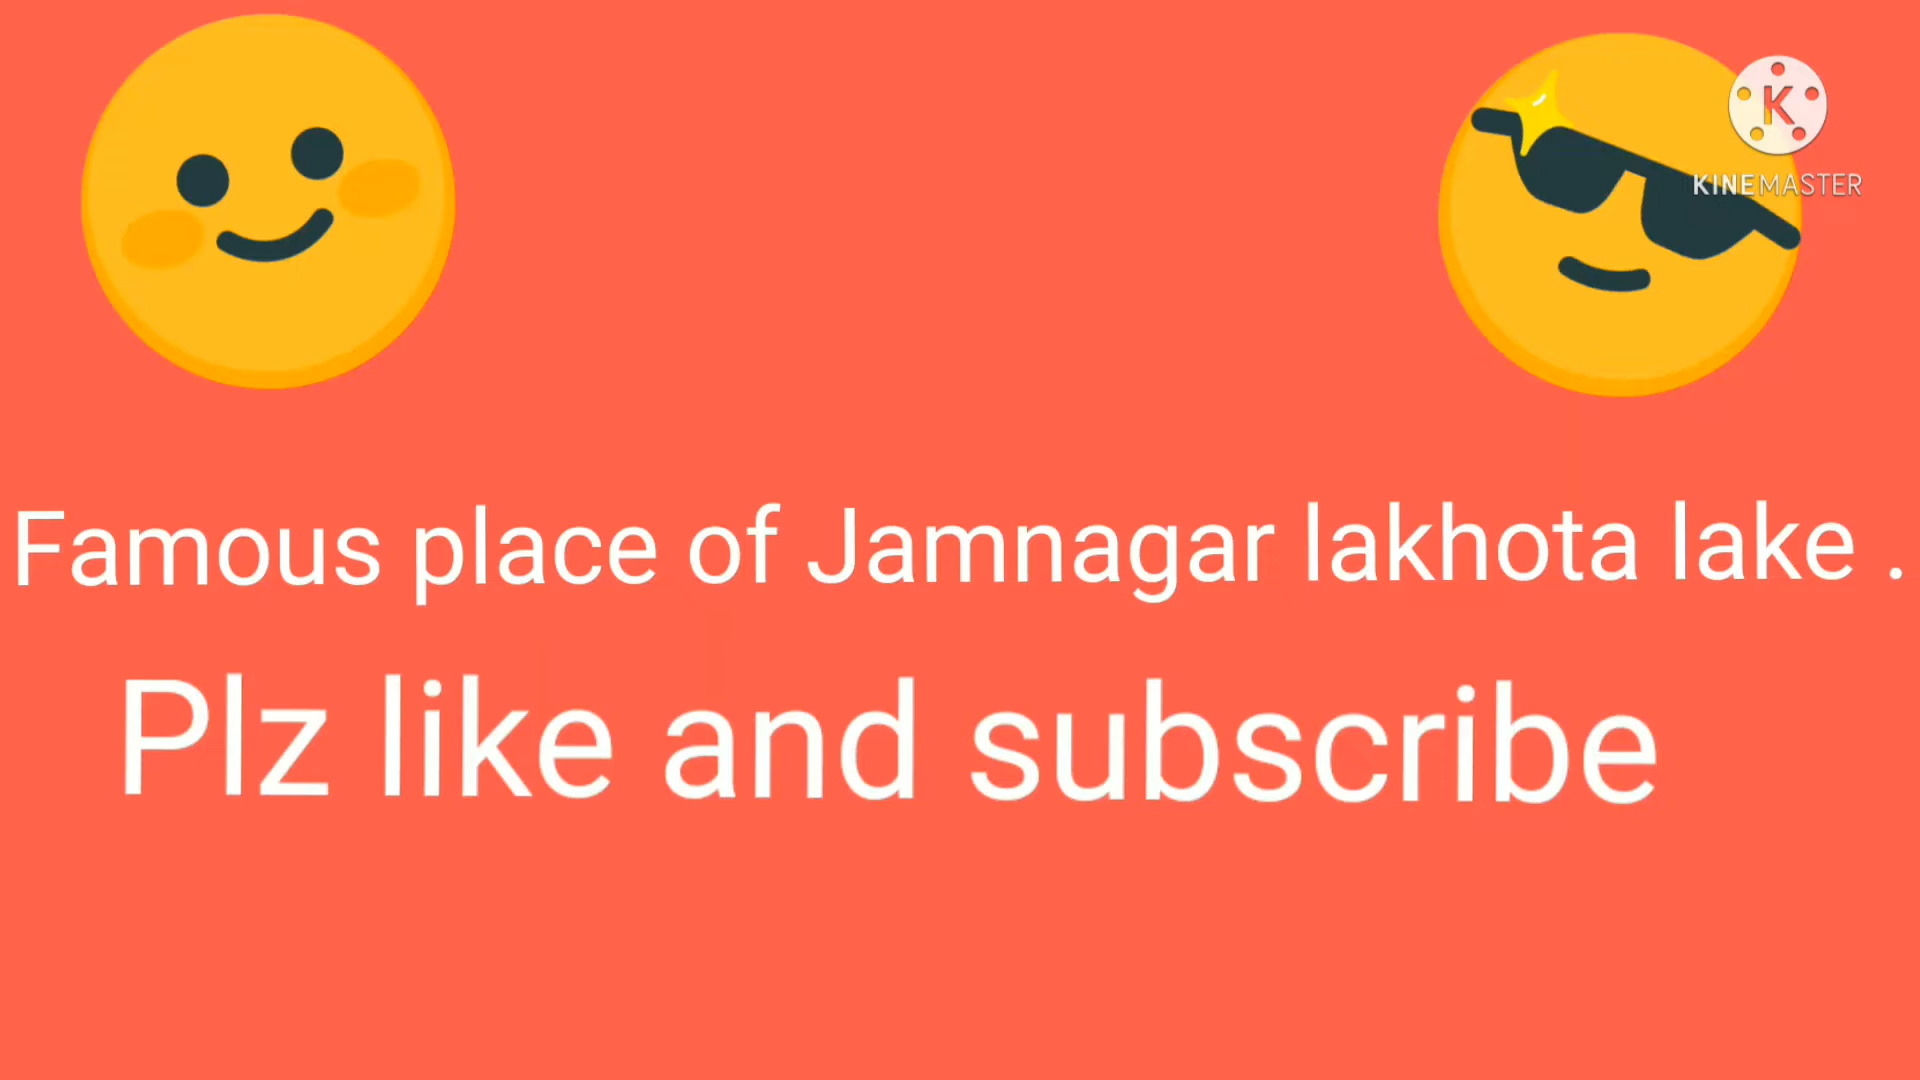 K
KINEMASTER
Famous place of Jamnagar lakhota lake .
Plz like and subscribe